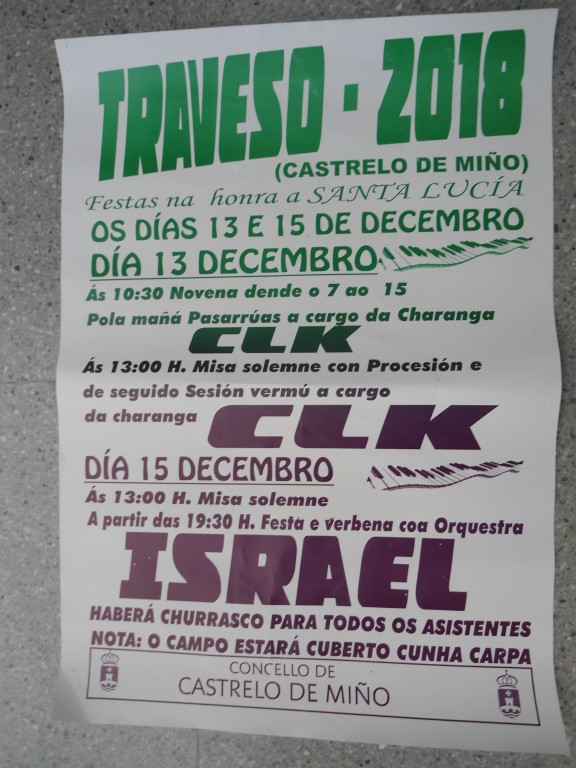 TRAVESO - 2018
(CASTRELO DE MIÑO)
Festas na honra a SANTA LUCÍA
OS DÍAS 13 E 15 DE DECEMBRO
DÍA 13 DECEMBRO
Ás 10:30 Novena dende o 7 ao 15
Pola mañá Pasarrúas a cargo da Charanga
CLK
Ás 13:00 H. Misa solemne con Procesión e
de seguido Sesión vermú a cargo
da charanga CLK
DÍA 15 DECEMBRO
Ás 13:00 H. Misa solemne
A partir das 19:30 H. Festa e verbena coa Orquestra
ISRAEL
HABERÁ CHURRASCO PARA TODOS OS ASISTENTES
NOTA: O CAMPO ESTARÁ CUBERTO CUNHA CARPA
CONCELLO DE
CASTRELO DE MIÑO